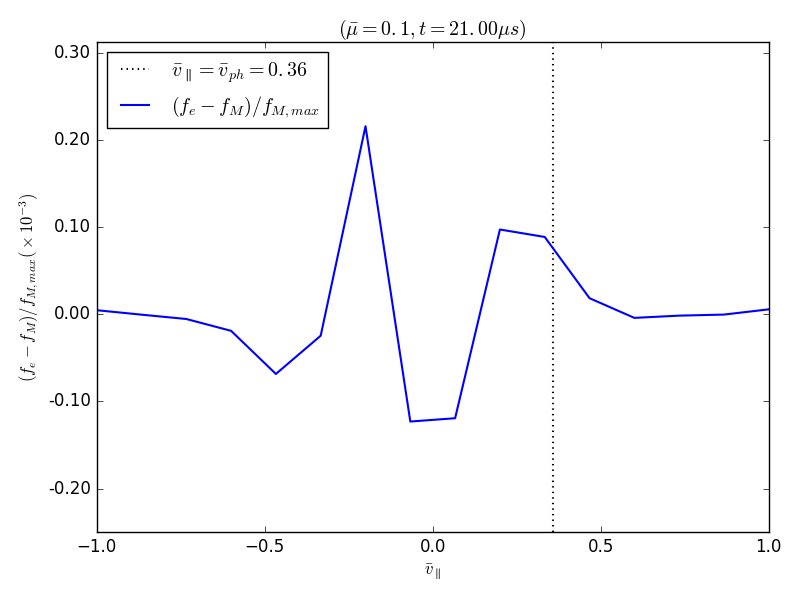 (μ̄ = 0.1, t = 21.00μs)
v̄∥ = v̄ph = 0.36
(fe − fM)/fM,max
0.30
0.20
0.10
0.00
-0.10
-0.20
(fe − fM)/fM,max(×10⁻³)
−1.0 −0.5 0.0 0.5 1.0
v̄∥